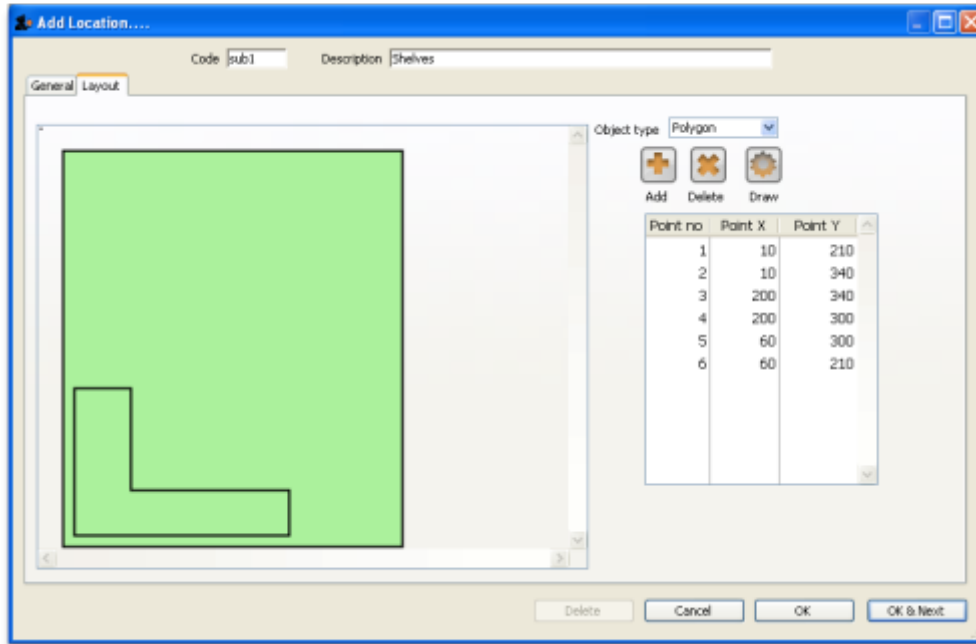 Add Location....
Code sub1 Description Shelves
General Layout
Object type Polygon
Add Delete Draw
Point no Point X Point Y
1 10 210
2 10 340
3 200 340
4 200 300
5 60 300
6 60 210
Delete Cancel OK OK & Next